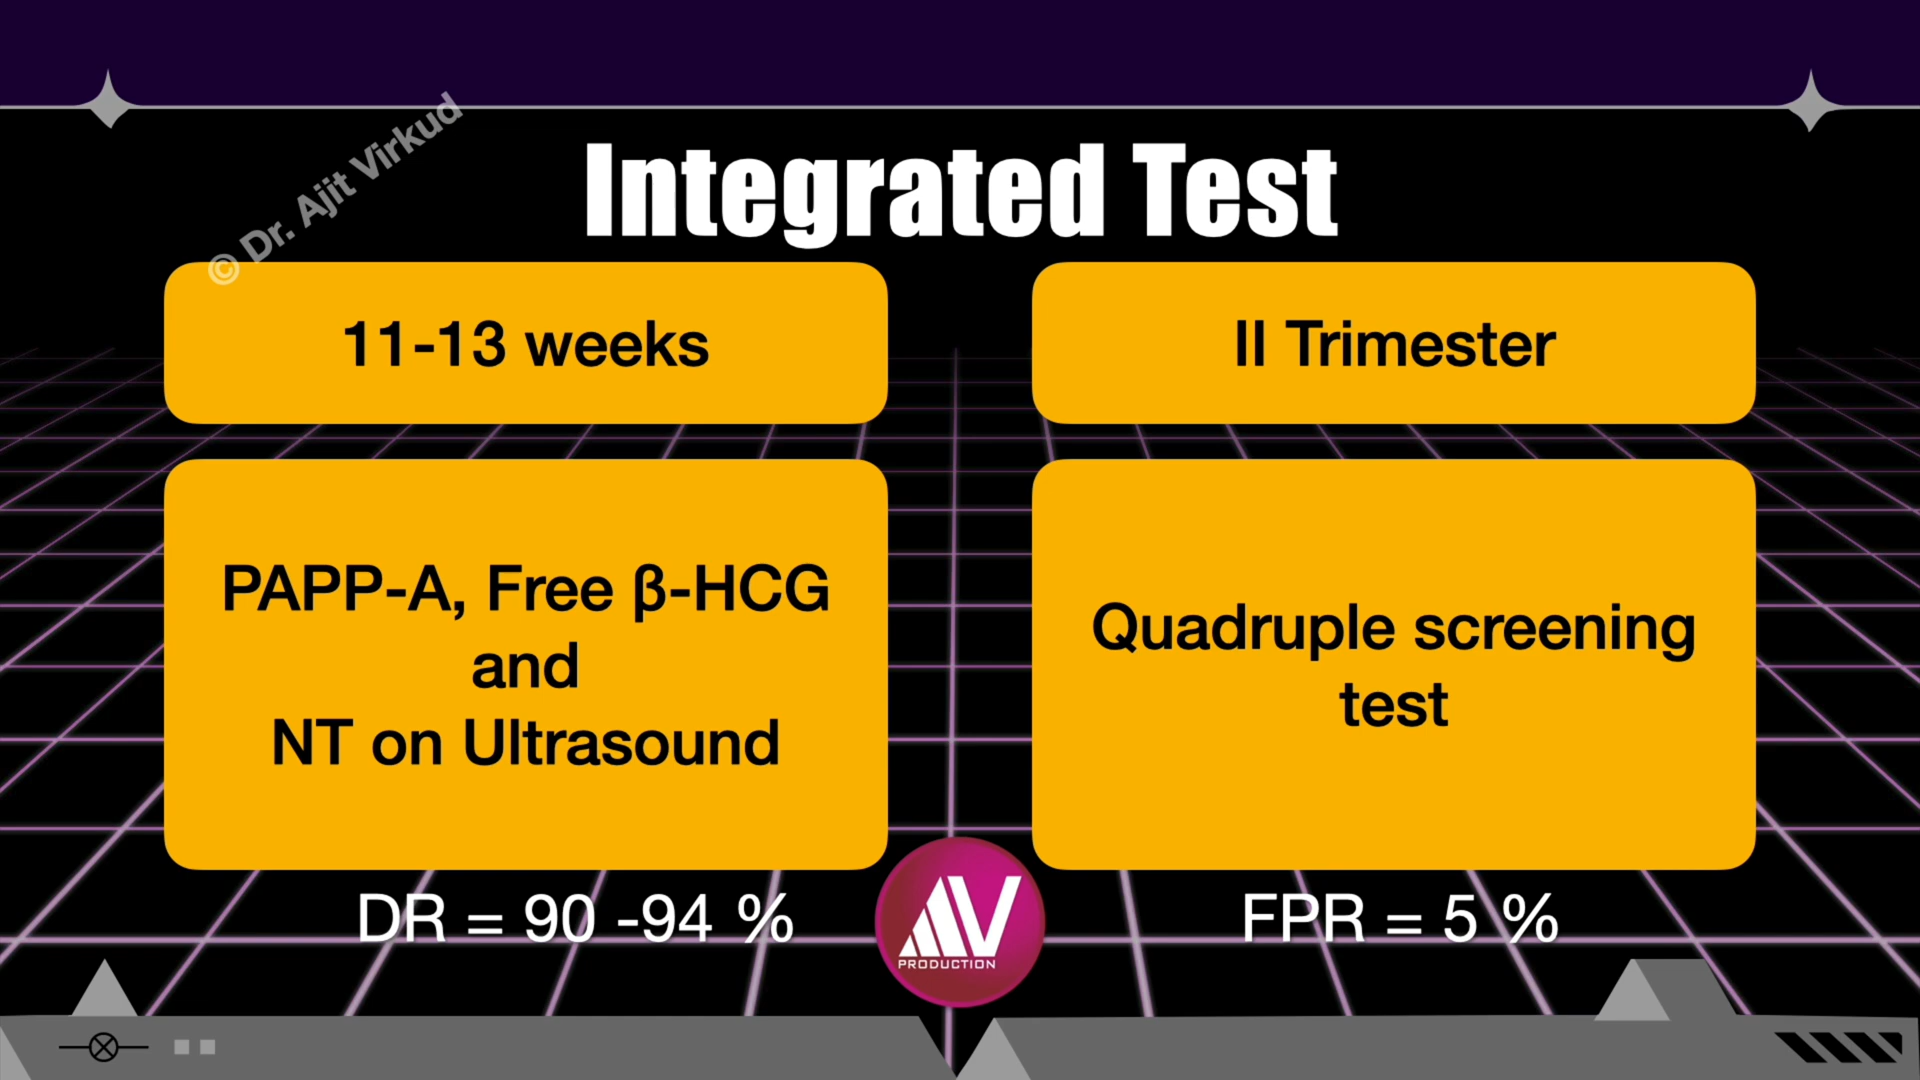 © Dr. Ajit Virkud
Integrated Test
11-13 weeks
II Trimester
PAPP-A, Free β-HCG
and
NT on Ultrasound
Quadruple screening
test
DR = 90 -94 %
FPR = 5 %
AV
PRODUCTION